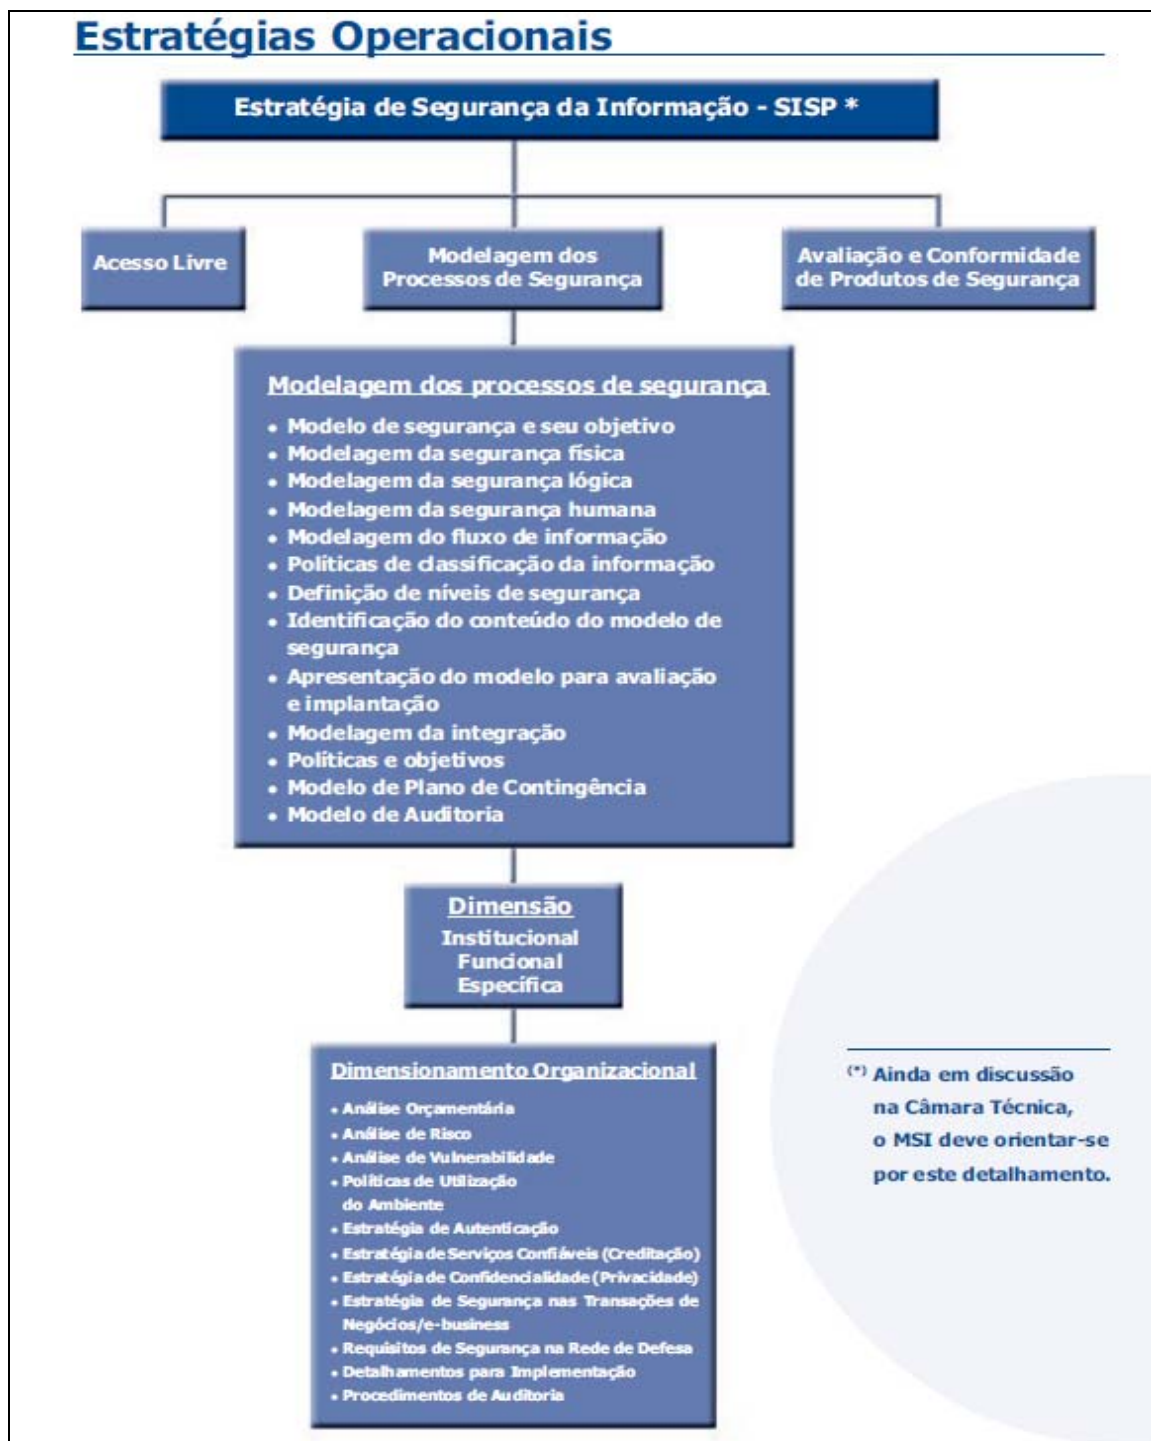 Estratégias Operacionais
Estratégia de Segurança da Informação - SISP *
Acesso Livre
Modelagem dos
Processos de Segurança
Avaliação e Conformidade
de Produtos de Segurança
Modelagem dos processos de segurança
• Modelo de segurança e seu objetivo
• Modelagem da segurança física
• Modelagem da segurança lógica
• Modelagem da segurança humana
• Modelagem do fluxo de informação
• Políticas de classificação da informação
• Definição de níveis de segurança
• Identificação do conteúdo do modelo de
segurança
• Apresentação do modelo para avaliação
e implantação
• Modelagem da integração
• Políticas e objetivos
• Modelo de Plano de Contingência
• Modelo de Auditoria
Dimensão
Institucional
Funcional
Específica
Dimensionamento Organizacional
• Análise Orçamentária
• Análise de Risco
• Análise de Vulnerabilidade
• Políticas de Utilização
do Ambiente
• Estratégia de Autenticação
• Estratégia de Serviços Confiáveis (Creditação)
• Estratégia de Confidencialidade (Privacidade)
• Estratégia de Segurança nas Transações de
Negócios/e-business
• Requisitos de Segurança na Rede de Defesa
• Detalhamentos para Implementação
• Procedimentos de Auditoria
(*) Ainda em discussão
na Câmara Técnica,
o MSI deve orientar-se
por este detalhamento.